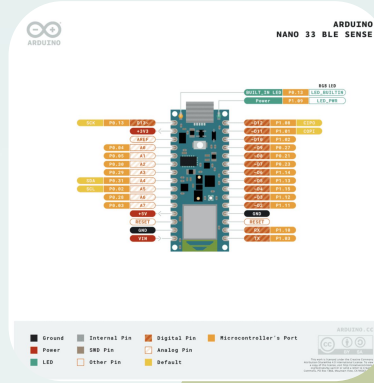 ARDUINO
ARDUINO
NANO 33 BLE SENSE
RGB LED
BUILT_IN LED P0.13 LED_BUILTIN
Power P1.09 LED_PWR
SCK P0.13 D13
+3V3
AREF
P0.04 A0
P0.05 A1
P0.30 A2
P0.29 A3
SDA P0.31 A4
SCL P0.02 A5
P0.28 A6
P0.03 A7
+5V
RESET
GND
VIN
~D12 P1.08 CIPO
~D11 P1.01 COPI
~D10 P1.02
~D9 P0.27
~D8 P0.21
~D7 P0.23
~D6 P1.14
~D5 P1.13
~D4 P1.15
~D3 P1.12
~D2 P1.11
GND
RESET
RX P1.10
TX P1.03
ARDUINO.CC
Ground
Power
LED
Internal Pin
SWD Pin
Other Pin
Digital Pin
Analog Pin
Default
Microcontroller's Port